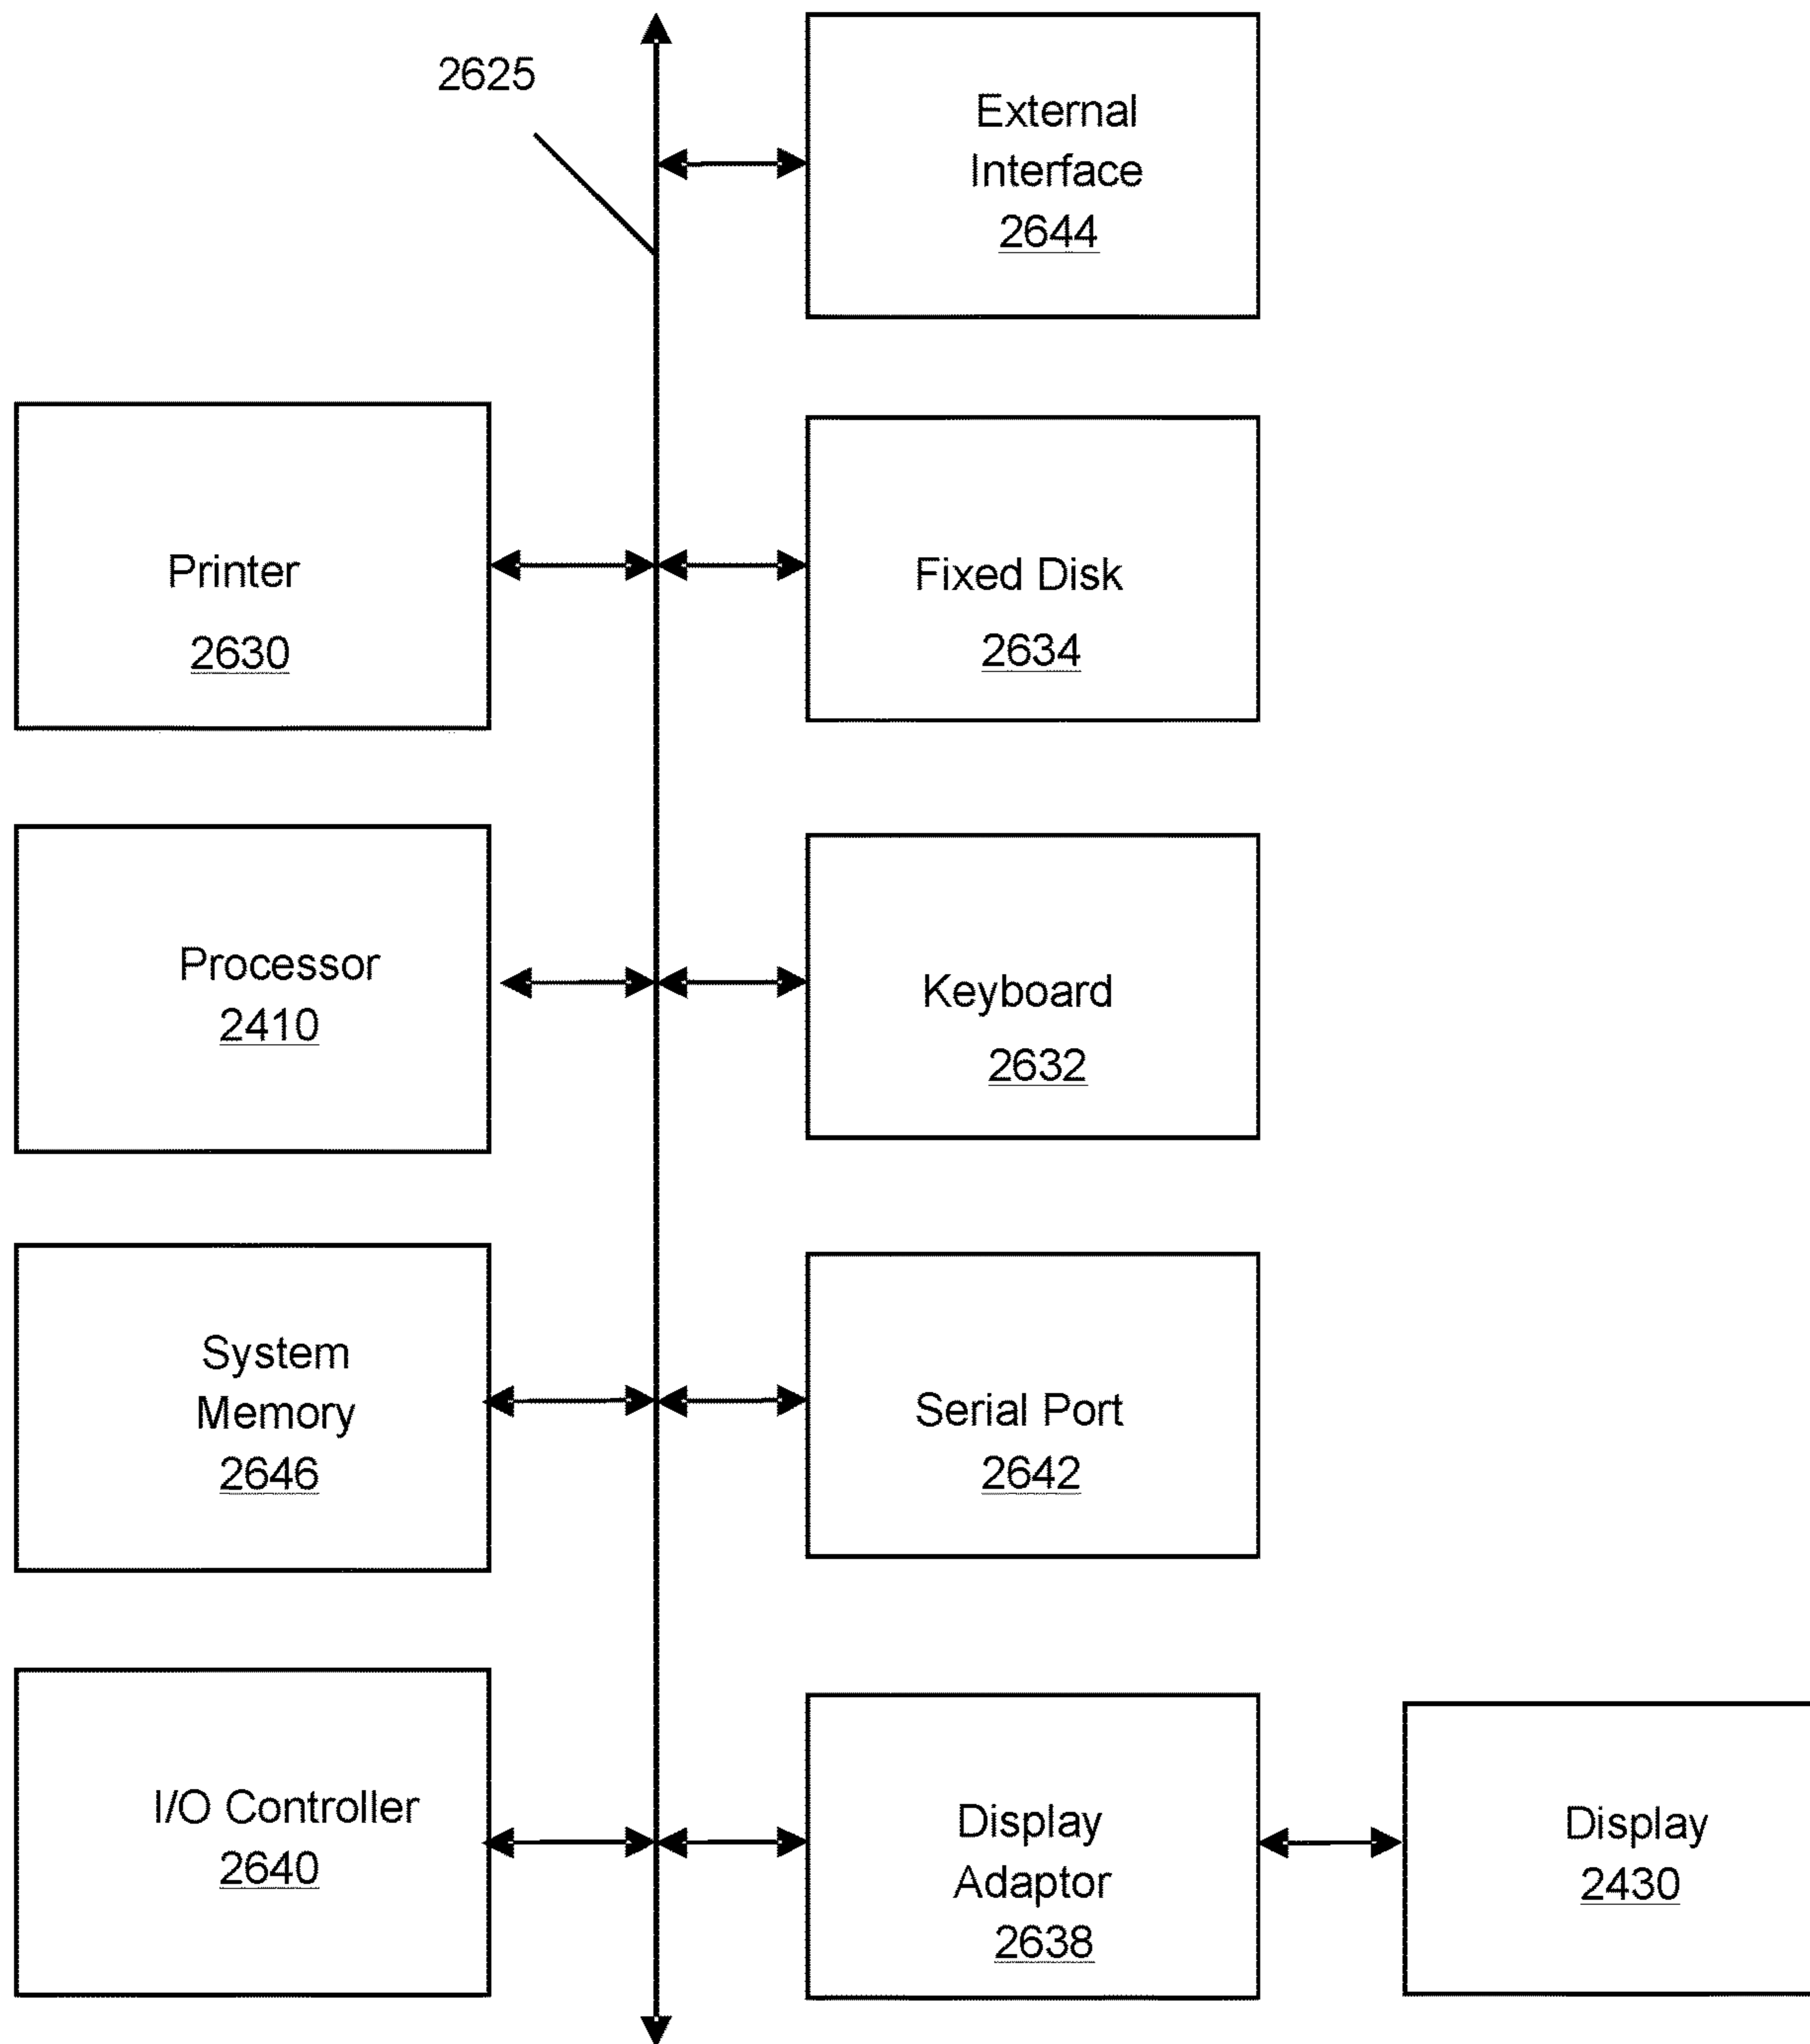 2625
External
Interface
2644
Printer
2630
Fixed Disk
2634
Processor
2410
Keyboard
2632
System
Memory
2646
Serial Port
2642
I/O Controller
2640
Display
Adaptor
2638
Display
2430